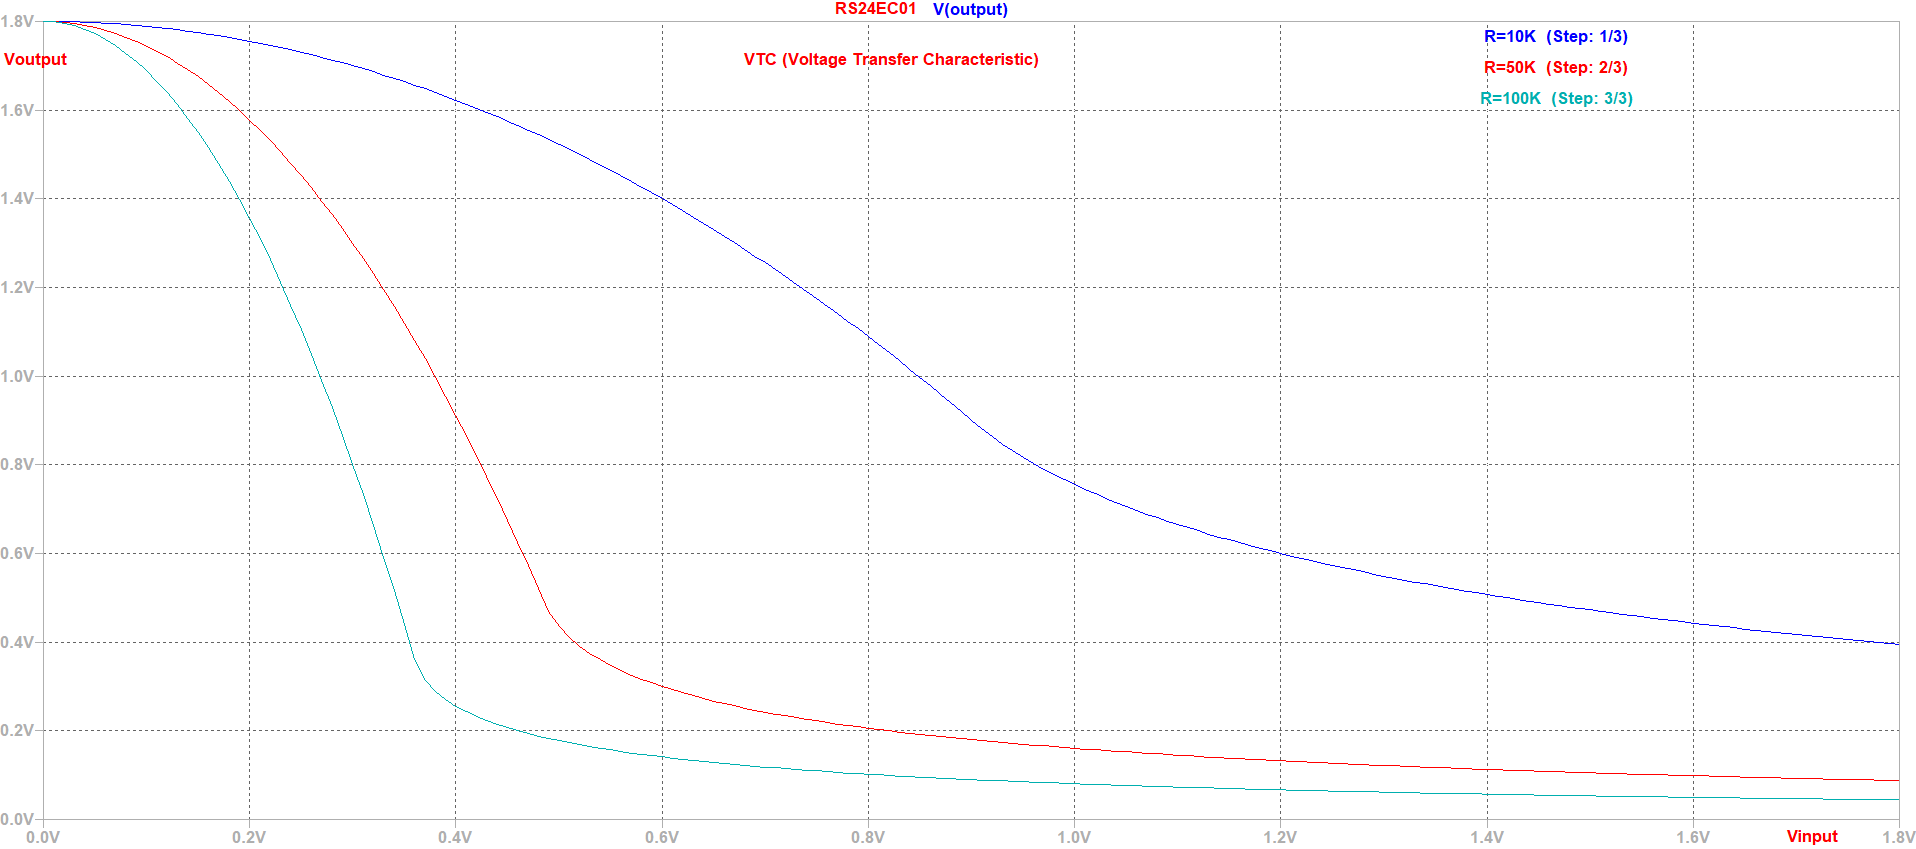 RS24EC01 V(output)
1.8V
R=10K (Step: 1/3)
Voutput
VTC (Voltage Transfer Characteristic)
R=50K (Step: 2/3)
R=100K (Step: 3/3)
1.6V
1.4V
1.2V
1.0V
0.8V
0.6V
0.4V
0.2V
0.0V
0.0V 0.2V 0.4V 0.6V 0.8V 1.0V 1.2V 1.4V 1.6V Vinput 1.8V